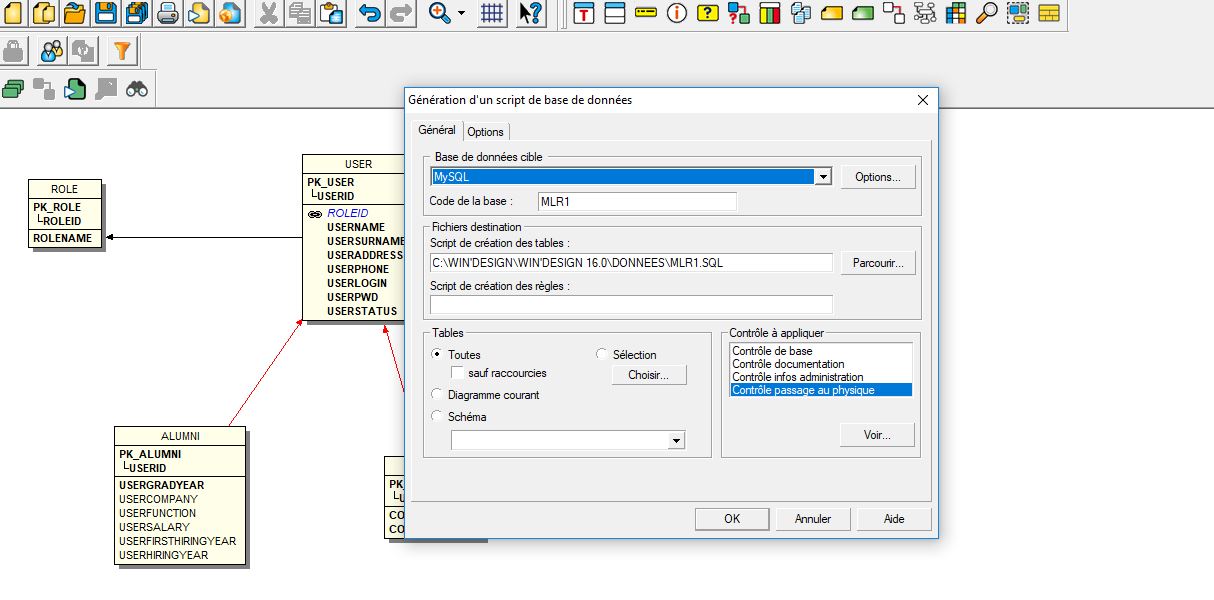 Génération d'un script de base de données
Général
Options
Base de données cible
MySQL
Options...
Code de la base :
MLR1
Fichiers destination
Script de création des tables :
C:\WIN'DESIGN\WIN'DESIGN 16.0\DONNEES\MLR1.SQL
Parcourir...
Script de création des règles :
Tables
Toutes
Sélection
sauf raccourcies
Choisir...
Diagramme courant
Schéma
Contrôle à appliquer
Contrôle de base
Contrôle documentation
Contrôle infos administration
Contrôle passage au physique
Voir...
OK
Annuler
Aide
ROLE
PK_ROLE
ROLEID
ROLENAME
USER
PK_USER
USERID
ROLEID
USERNAME
USERSURNAME
USERADDRESS
USERPHONE
USERLOGIN
USERPWD
USERSTATUS
ALUMNI
PK_ALUMNI
USERID
USERGRADYEAR
USERCOMPANY
USERFUNCTION
USERSALARY
USERFIRSTHIRINGYEAR
USERHIRINGYEAR
PK
CO
CO